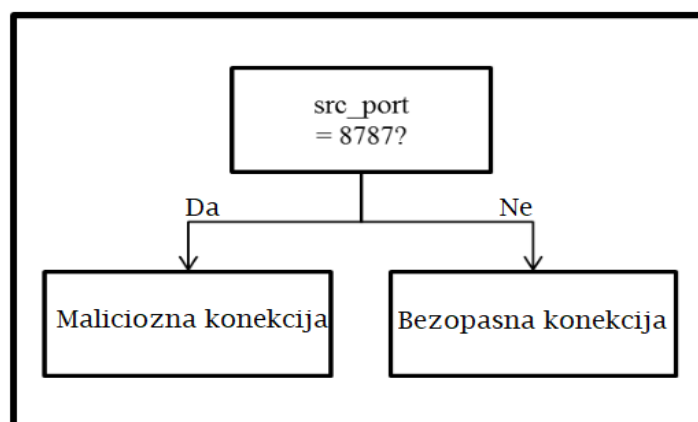 src_port
= 8787?
Da
Ne
Maliciozna konekcija
Bezopasna konekcija